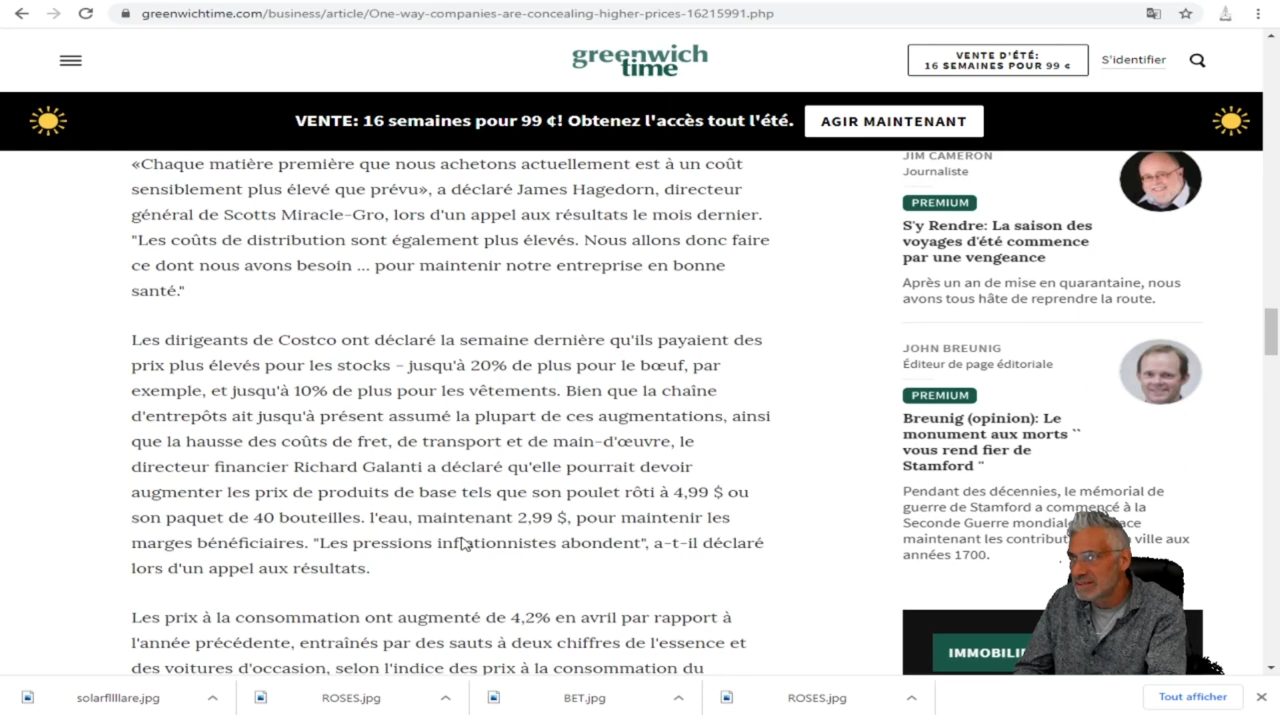 greenwichtime.com/business/article/One-way-companies-are-concealing-higher-prices-16215991.php
greenwich
time
VENTE D'ÉTÉ:
16 SEMAINES POUR 99 ¢
S'identifier
VENTE: 16 semaines pour 99 ¢! Obtenez l'accès tout l'été.
AGIR MAINTENANT
«Chaque matière première que nous achetons actuellement est à un coût
sensiblement plus élevé que prévu», a déclaré James Hagedorn, directeur
général de Scotts Miracle-Gro, lors d'un appel aux résultats le mois dernier.
"Les coûts de distribution sont également plus élevés. Nous allons donc faire
ce dont nous avons besoin ... pour maintenir notre entreprise en bonne
santé."
Les dirigeants de Costco ont déclaré la semaine dernière qu'ils payaient des
prix plus élevés pour les stocks - jusqu'à 20% de plus pour le bœuf, par
exemple, et jusqu'à 10% de plus pour les vêtements. Bien que la chaîne
d'entrepôts ait jusqu'à présent assumé la plupart de ces augmentations, ainsi
que la hausse des coûts de fret, de transport et de main-d'œuvre, le
directeur financier Richard Galanti a déclaré qu'elle pourrait devoir
augmenter les prix de produits de base tels que son poulet rôti à 4,99 $ ou
son paquet de 40 bouteilles. l'eau, maintenant 2,99 $, pour maintenir les
marges bénéficiaires. "Les pressions inflationnistes abondent", a-t-il déclaré
lors d'un appel aux résultats.
Les prix à la consommation ont augmenté de 4,2% en avril par rapport à
l'année précédente, entraînés par des sauts à deux chiffres de l'essence et
des voitures d'occasion, selon l'indice des prix à la consommation du
JIM CAMERON
Journaliste
PREMIUM
S'y Rendre: La saison des
voyages d'été commence
par une vengeance
Après un an de mise en quarantaine, nous
avons tous hâte de reprendre la route.
JOHN BREUNIG
Éditeur de page éditoriale
PREMIUM
Breunig (opinion): Le
monument aux morts ``
vous rend fier de
Stamford "
Pendant des décennies, le mémorial de
guerre de Stamford a commencé à la
Seconde Guerre
maintenant les ville aux
années 1700.
solarflllllare.jpg
ROSES.jpg
BET.jpg
ROSES.jpg
Tout afficher